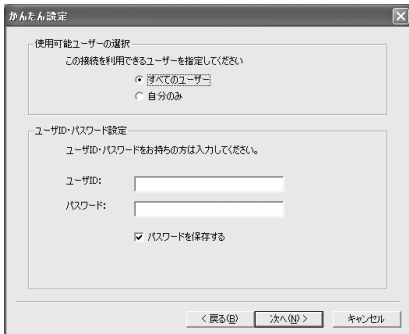 かんたん設定
使用可能ユーザーの選択
この接続を利用できるユーザーを指定してください
すべてのユーザー
自分のみ
ユーザID・パスワード設定
ユーザID・パスワードをお持ちの方は入力してください。
ユーザID:
パスワード:
パスワードを保存する
< 戻る(B)
次へ(N) >
キャンセル